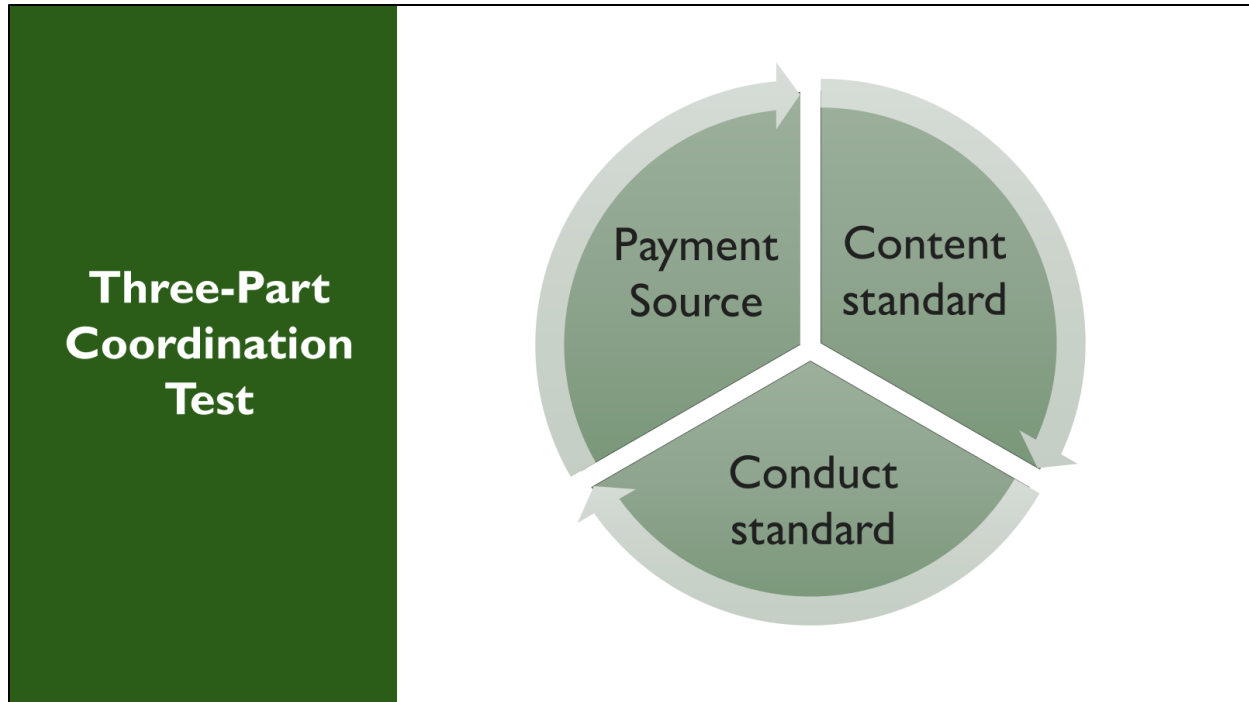 Three-Part
Coordination
Test
Payment
Source
Content
standard
Conduct
standard